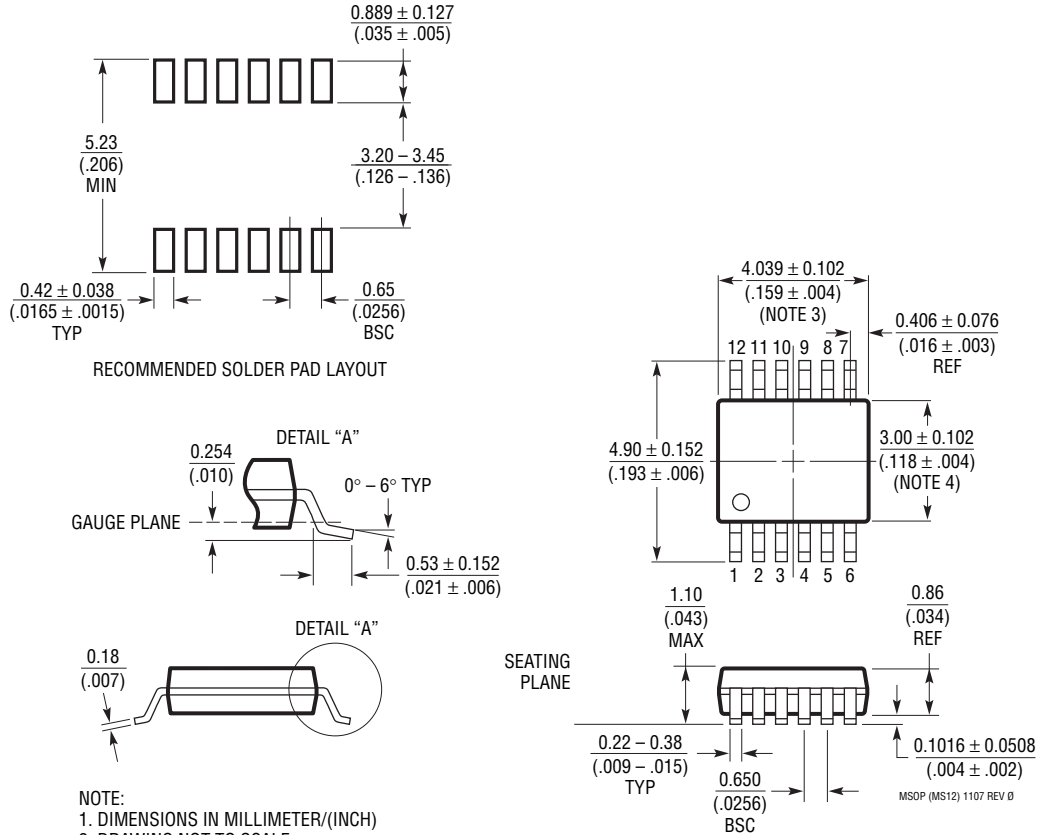 0.889 ± 0.127
(.035 ± .005)
5.23
(.206)
MIN
3.20 – 3.45
(.126 – .136)
0.42 ± 0.038
(.0165 ± .0015)
TYP
0.65
(.0256)
BSC
RECOMMENDED SOLDER PAD LAYOUT
4.039 ± 0.102
(.159 ± .004)
(NOTE 3)
0.406 ± 0.076
(.016 ± .003)
REF
12 11 10 9 8 7
4.90 ± 0.152
(.193 ± .006)
3.00 ± 0.102
(.118 ± .004)
(NOTE 4)
1 2 3 4 5 6
DETAIL “A”
0.254
(.010)
0° – 6° TYP
GAUGE PLANE
0.53 ± 0.152
(.021 ± .006)
DETAIL “A”
0.18
(.007)
1.10
(.043)
MAX
0.86
(.034)
REF
SEATING
PLANE
0.22 – 0.38
(.009 – .015)
TYP
0.650
(.0256)
BSC
0.1016 ± 0.0508
(.004 ± .002)
MSOP (MS12) 1107 REV Ø
NOTE:
1. DIMENSIONS IN MILLIMETER/(INCH)
2. DRAWING NOT TO SCALE